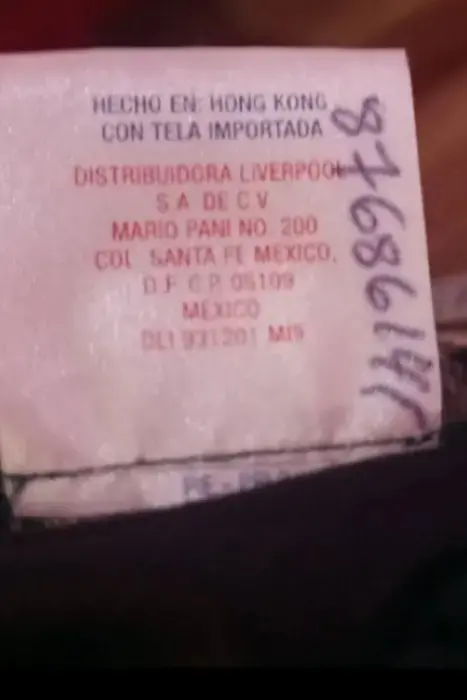 HECHO EN: HONG KONG
CON TELA IMPORTADA
DISTRIBUIDORA LIVERPOOL
S A DE C V
MARIO PANI NO. 200
COL. SANTA FE MEXICO,
D.F. C.P. 05109
MEXICO
DLI 931201 MI9